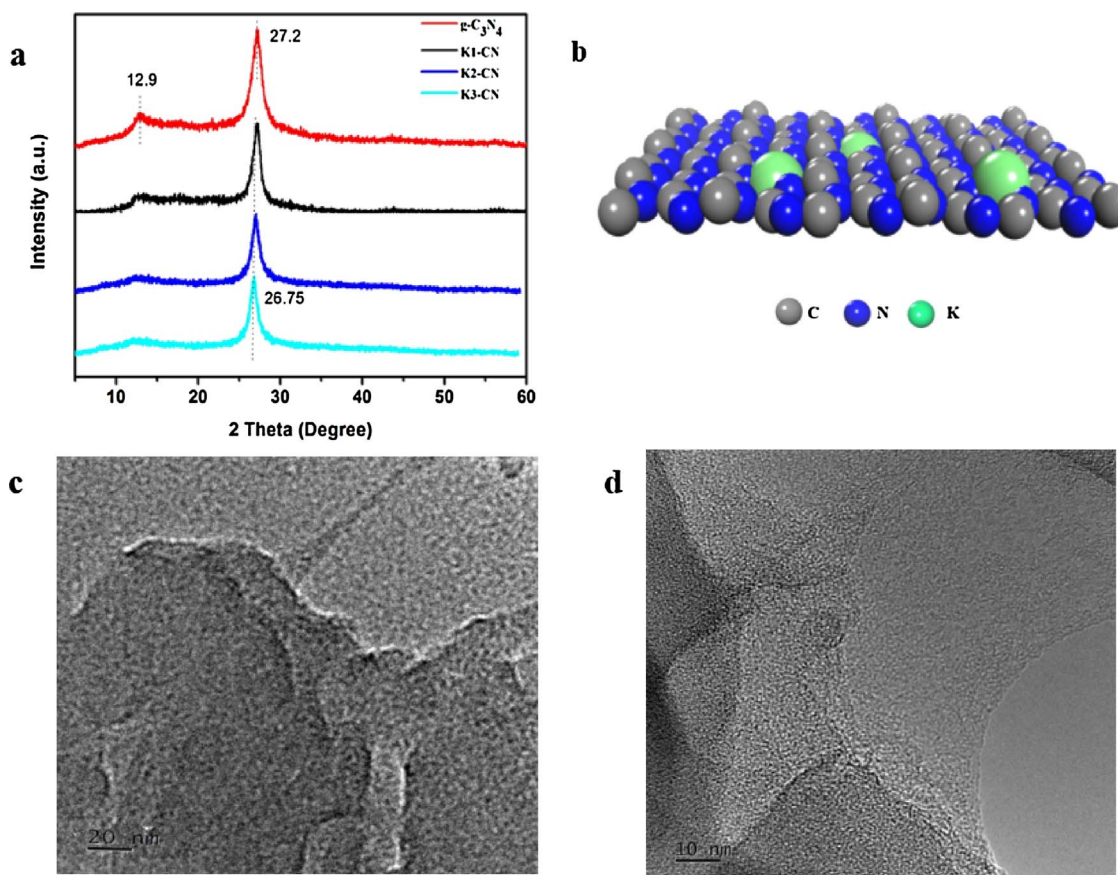 a
g-C₃N₄
K1-CN
K2-CN
K3-CN
27.2
12.9
26.75
Intensity (a.u.)
10 20 30 40 50 60
2 Theta (Degree)
b
C N K
c
20 nm
d
10 nm